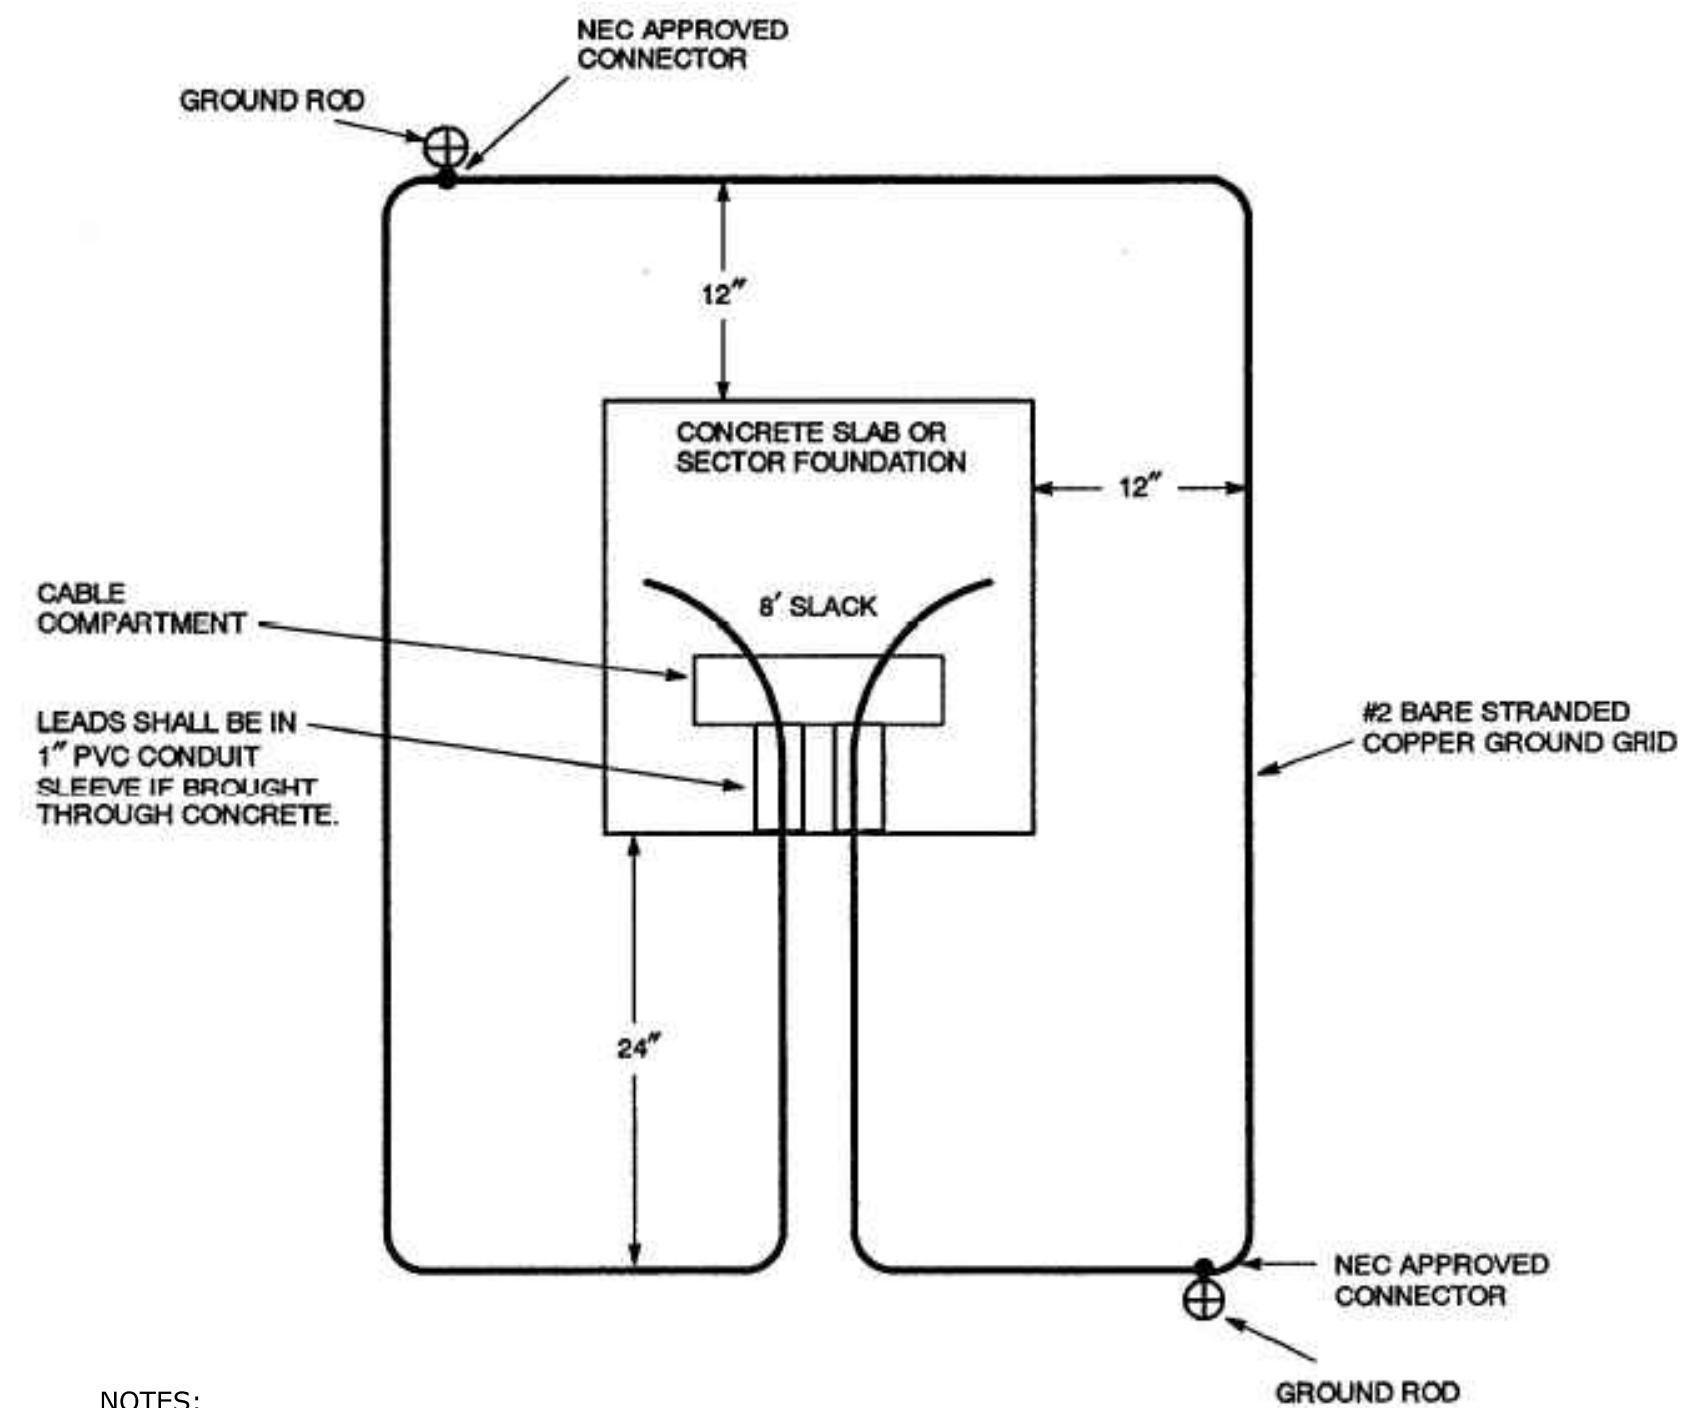 NEC APPROVED
CONNECTOR
GROUND ROD
12″
CONCRETE SLAB OR
SECTOR FOUNDATION
12″
CABLE
COMPARTMENT
8′ SLACK
LEADS SHALL BE IN
1″ PVC CONDUIT
SLEEVE IF BROUGHT
THROUGH CONCRETE.
#2 BARE STRANDED
COPPER GROUND GRID
24″
NEC APPROVED
CONNECTOR
GROUND ROD
NOTES: